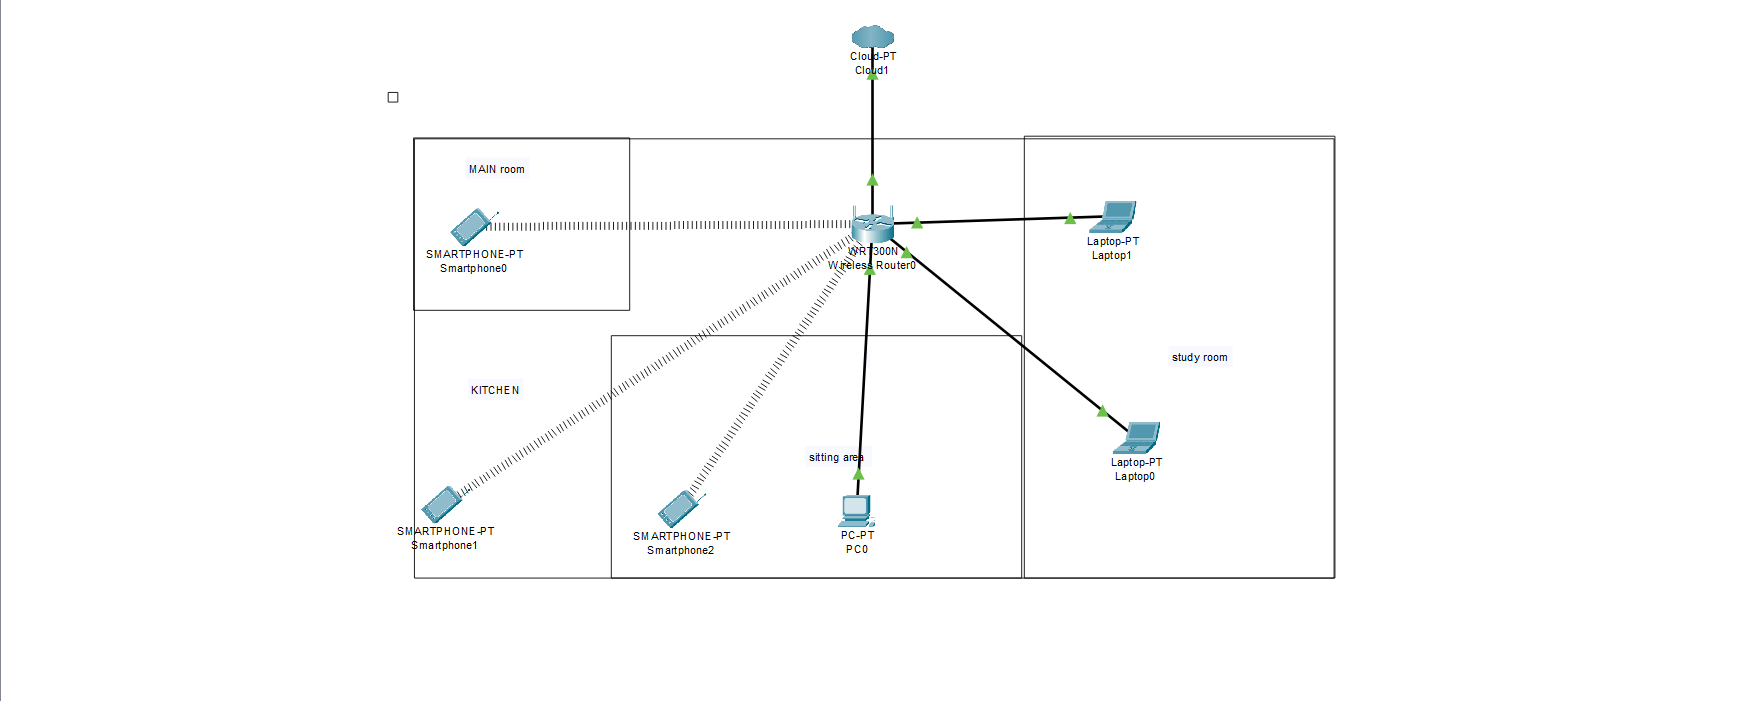 Cloud-PT
Cloud1
MAIN room
SMARTPHONE-PT
Smartphone0
WRT300N
Wireless Router0
Laptop-PT
Laptop1
study room
KITCHEN
sitting area
Laptop-PT
Laptop0
SMARTPHONE-PT
Smartphone1
SMARTPHONE-PT
Smartphone2
PC-PT
PC0